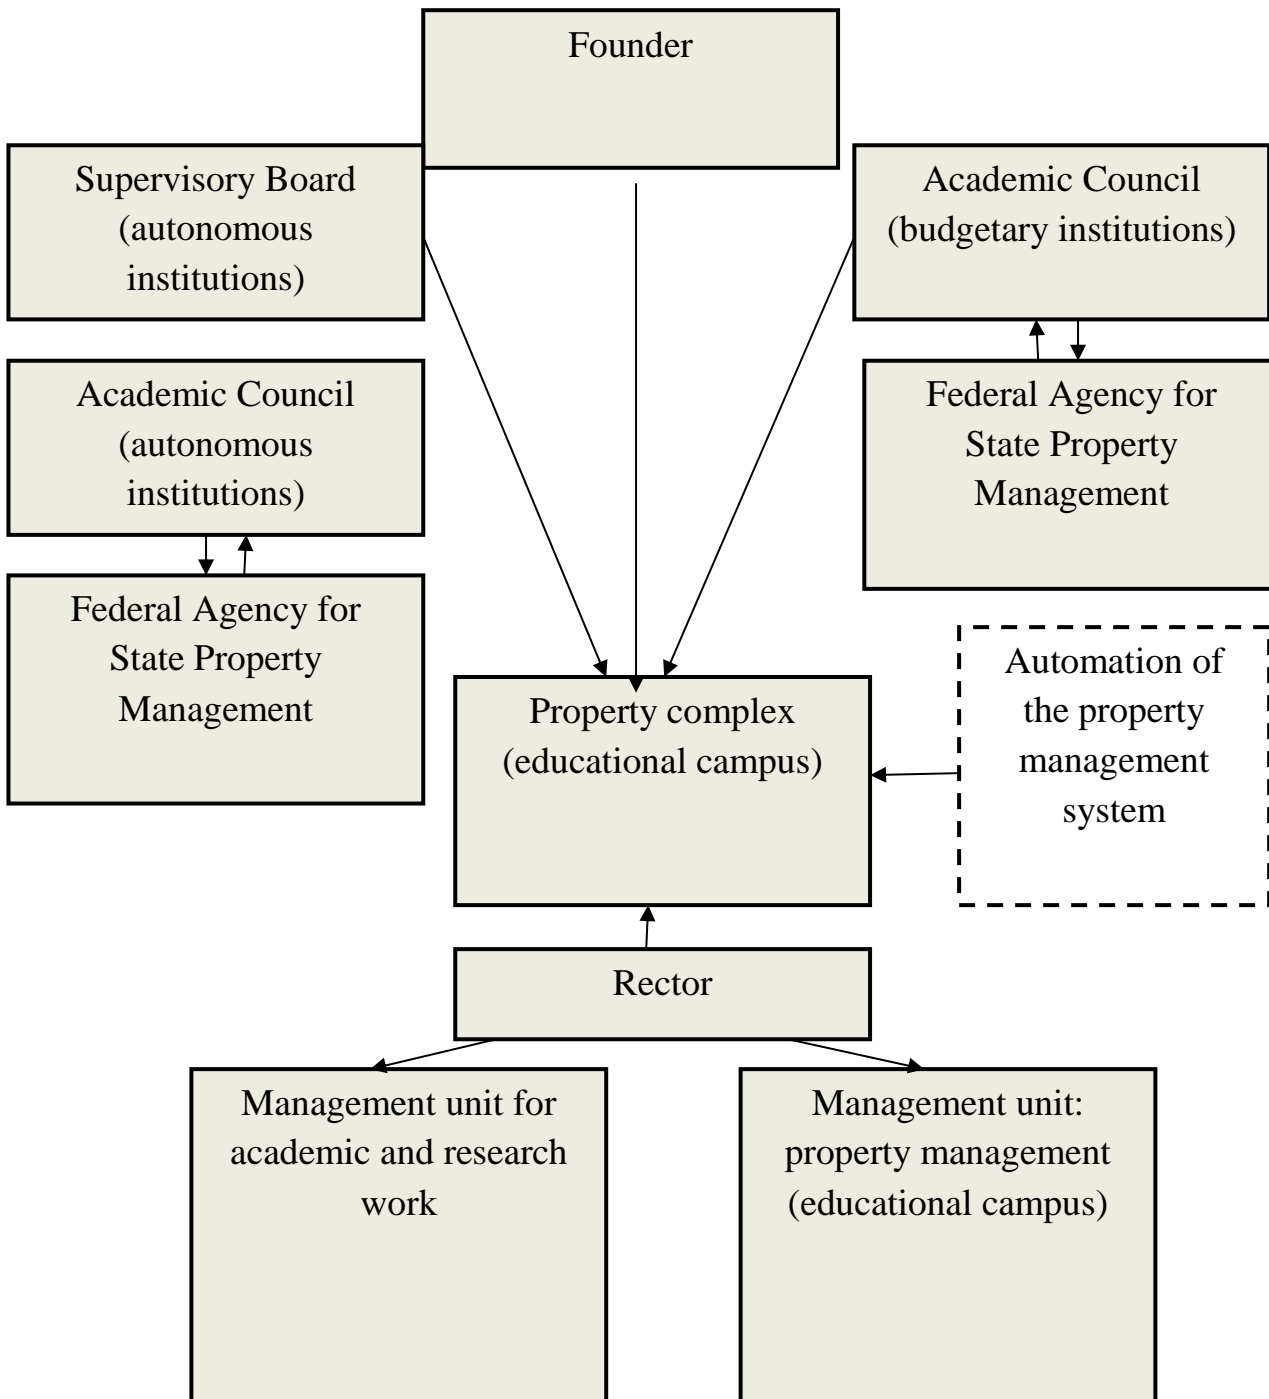 Founder
Supervisory Board
(autonomous
institutions)
Academic Council
(budgetary institutions)
Academic Council
(autonomous
institutions)
Federal Agency for
State Property
Management
Federal Agency for
State Property
Management
Automation of
the property
management
system
Property complex
(educational campus)
Rector
Management unit for
academic and research
work
Management unit:
property management
(educational campus)